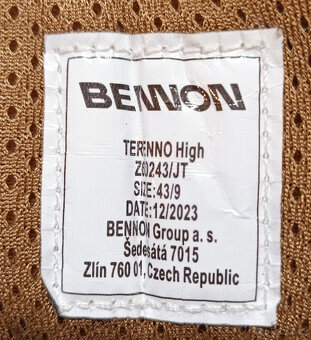 BENNON
TERENNO High
Z60243/JT
SIZE:43/9
DATE:12/2023
BENNON Group a. s.
Šedesátá 7015
Zlín 760 01, Czech Republic